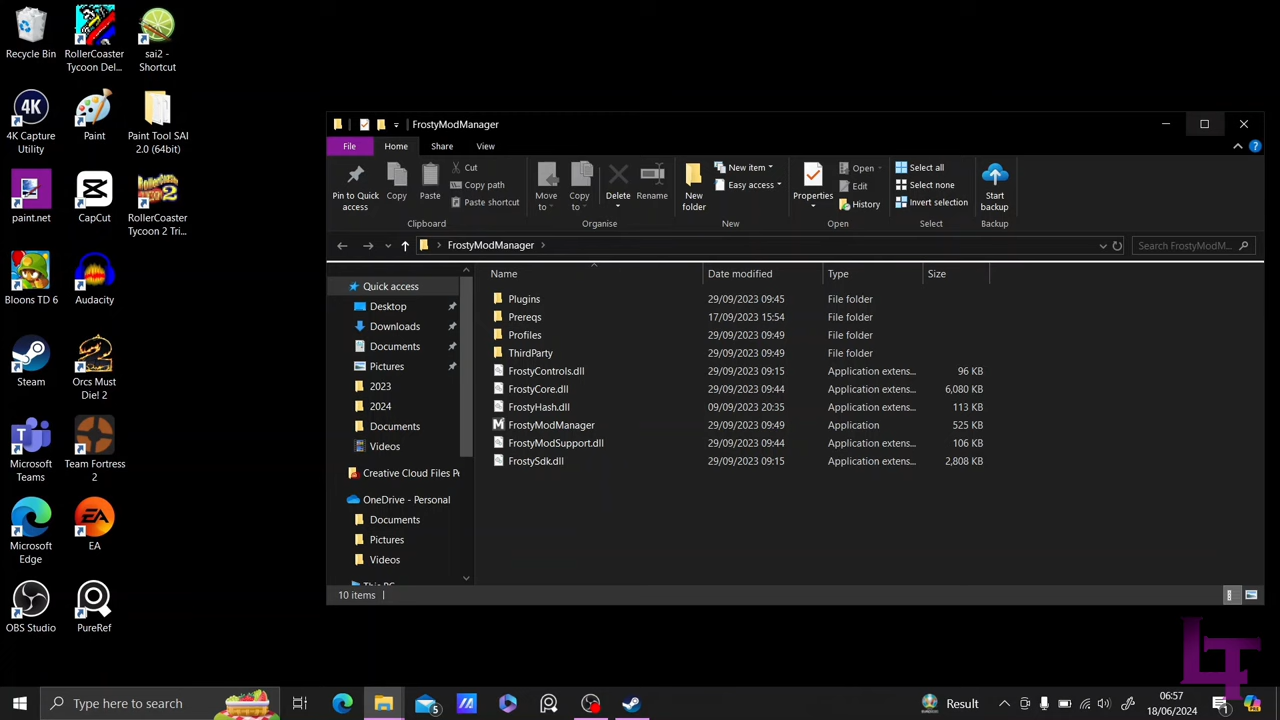 Recycle Bin
RollerCoaster
Tycoon Del...
sai2 -
Shortcut
4K
4K Capture
Utility
Paint
Paint Tool SAI
2.0 (64bit)
paint.net
CapCut
RollerCoaster
Tycoon 2 Tri...
Bloons TD 6
Audacity
Steam
Orcs Must
Die! 2
Microsoft
Teams
Team Fortress
2
Microsoft
Edge
EA
EA
OBS Studio
PureRef
FrostyModManager
File
Home
Share
View
Pin to Quick
access
Copy
Paste
Cut
Copy path
Paste shortcut
Clipboard
Move
to
Copy
to
Delete
Rename
Organise
New
folder
New item
Easy access
New
Properties
Open
Edit
History
Open
Select all
Select none
Invert selection
Select
Start
backup
Backup
FrostyModManager
Search FrostyModM...
Quick access
Desktop
Downloads
Documents
Pictures
2023
2024
Documents
Videos
Creative Cloud Files Pe
OneDrive - Personal
Documents
Pictures
Videos
This PC
Name Date modified Type Size
Plugins 29/09/2023 09:45 File folder
Prereqs 17/09/2023 15:54 File folder
Profiles 29/09/2023 09:49 File folder
ThirdParty 29/09/2023 09:49 File folder
FrostyControls.dll 29/09/2023 09:15 Application extens... 96 KB
FrostyCore.dll 29/09/2023 09:44 Application extens... 6,080 KB
FrostyHash.dll 09/09/2023 20:35 Application extens... 113 KB
FrostyModManager 29/09/2023 09:49 Application 525 KB
FrostyModSupport.dll 29/09/2023 09:44 Application extens... 106 KB
FrostySdk.dll 29/09/2023 09:15 Application extens... 2,808 KB
10 items
LT
Type here to search
5
Result
06:57
18/06/2024
1